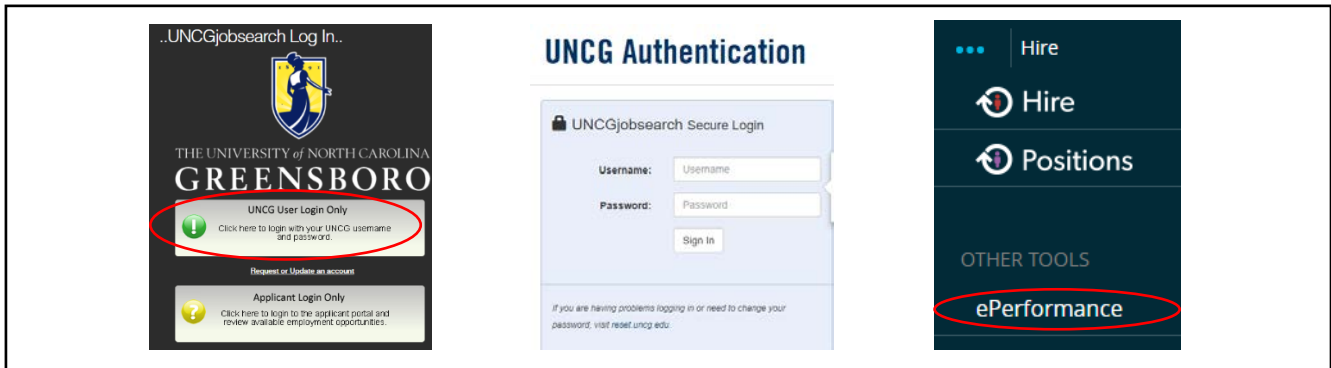 ..UNCGjobsearch Log In..
THE UNIVERSITY of NORTH CAROLINA
GREENSBORO
UNCG User Login Only
Click here to login with your UNCG username
and password.
Request or Update an account
Applicant Login Only
Click here to login to the applicant portal and
review available employment opportunities.
UNCG Authentication
UNCGjobsearch Secure Login
Username:
Username
Password:
Password
Sign In
If you are having problems logging in or need to change your
password, visit reset.uncg.edu.
Hire
Hire
Positions
OTHER TOOLS
ePerformance